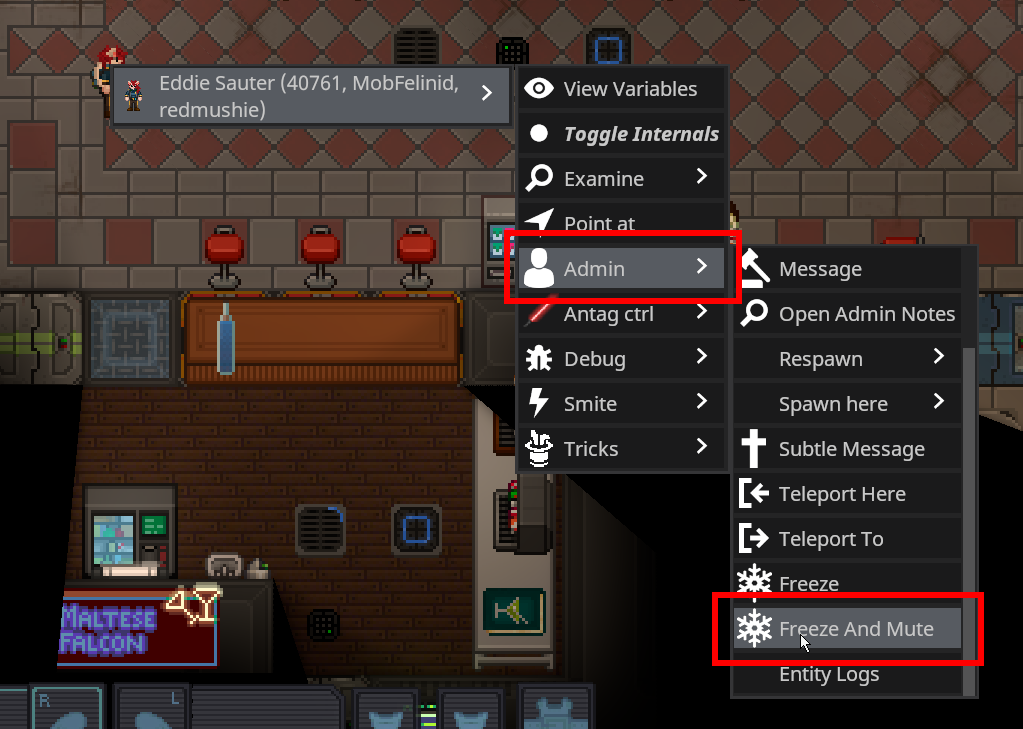 Eddie Sauter (40761, MobFelinid,
redmushie)
View Variables
Toggle Internals
Examine
Point at
Admin
Antag ctrl
Debug
Smite
Tricks
Message
Open Admin Notes
Respawn
Spawn here
Subtle Message
Teleport Here
Teleport To
Freeze
Freeze And Mute
Entity Logs
MALTESE
FALCON
R
L